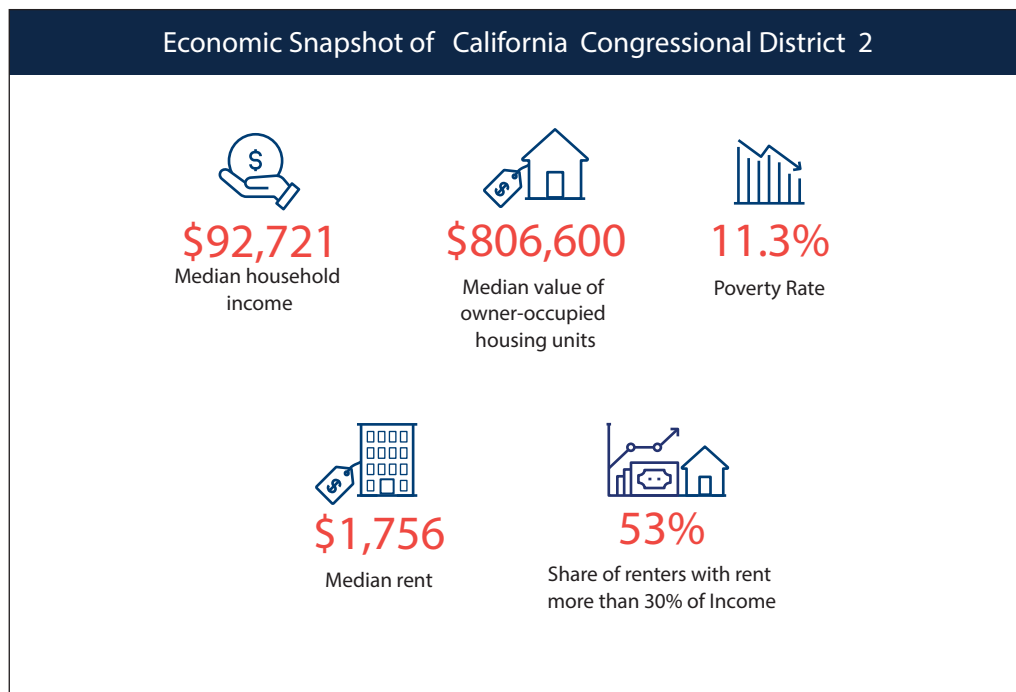 Economic Snapshot of California Congressional District 2
$
$92,721
Median household
income
$
$806,600
Median value of
owner-occupied
housing units
11.3%
Poverty Rate
$
$1,756
Median rent
53%
Share of renters with rent
more than 30% of Income